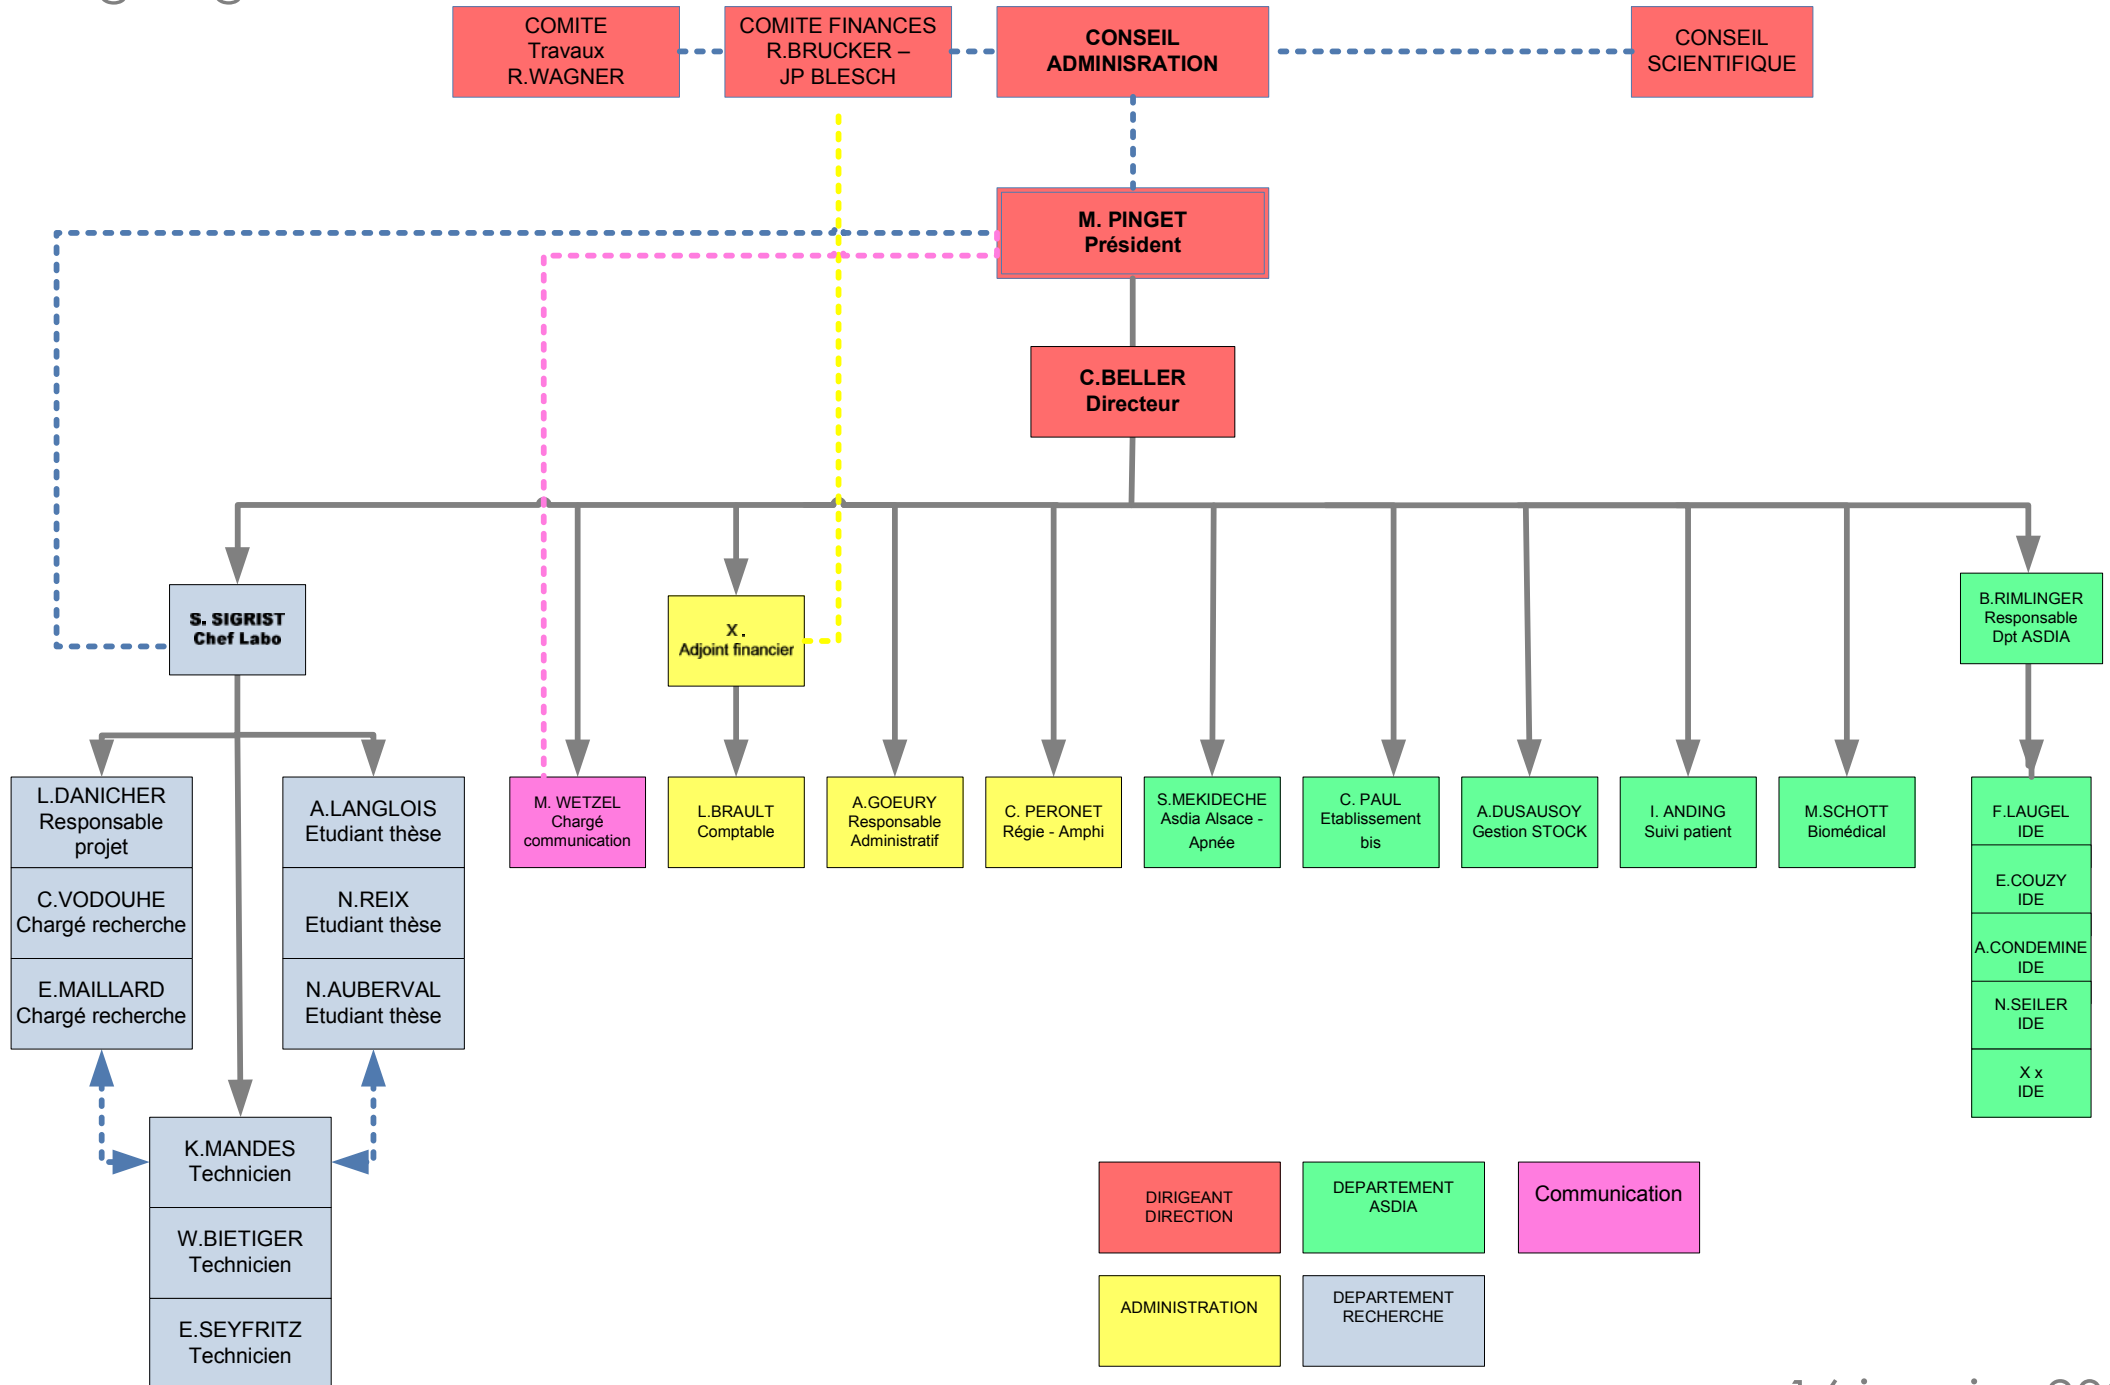 COMITE
Travaux
R.WAGNER
COMITE FINANCES
R.BRUCKER –
JP BLESCH
CONSEIL
ADMINISRATION
CONSEIL
SCIENTIFIQUE
M. PINGET
Président
C.BELLER
Directeur
S. SIGRIST
Chef Labo
X .
Adjoint financier
B.RIMLINGER
Responsable
Dpt ASDIA
L.DANICHER
Responsable
projet
C.VODOUHE
Chargé recherche
E.MAILLARD
Chargé recherche
A.LANGLOIS
Etudiant thèse
N.REIX
Etudiant thèse
N.AUBERVAL
Etudiant thèse
M. WETZEL
Chargé
communication
L.BRAULT
Comptable
A.GOEURY
Responsable
Administratif
C. PERONET
Régie - Amphi
S.MEKIDECHE
Asdia Alsace -
Apnée
C. PAUL
Etablissement
bis
A.DUSAUSOY
Gestion STOCK
I. ANDING
Suivi patient
M.SCHOTT
Biomédical
F.LAUGEL
IDE
E.COUZY
IDE
A.CONDEMINE
IDE
N.SEILER
IDE
X x
IDE
K.MANDES
Technicien
W.BIETIGER
Technicien
E.SEYFRITZ
Technicien
DIRIGEANT
DIRECTION
DEPARTEMENT
ASDIA
Communication
ADMINISTRATION
DEPARTEMENT
RECHERCHE